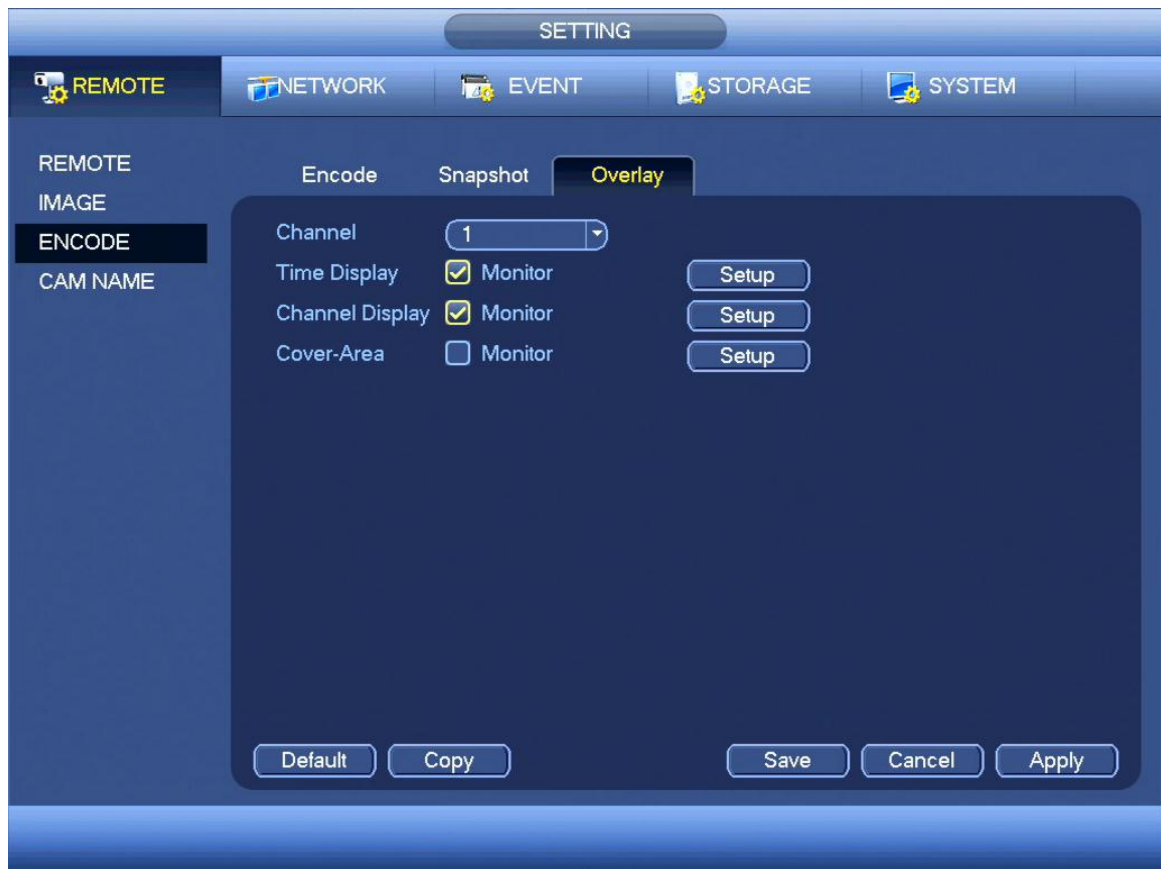 SETTING
REMOTE NETWORK EVENT STORAGE SYSTEM
REMOTE
IMAGE
ENCODE
CAM NAME
Encode Snapshot Overlay
Channel 1
Time Display Monitor Setup
Channel Display Monitor Setup
Cover-Area Monitor Setup
Default Copy Save Cancel Apply